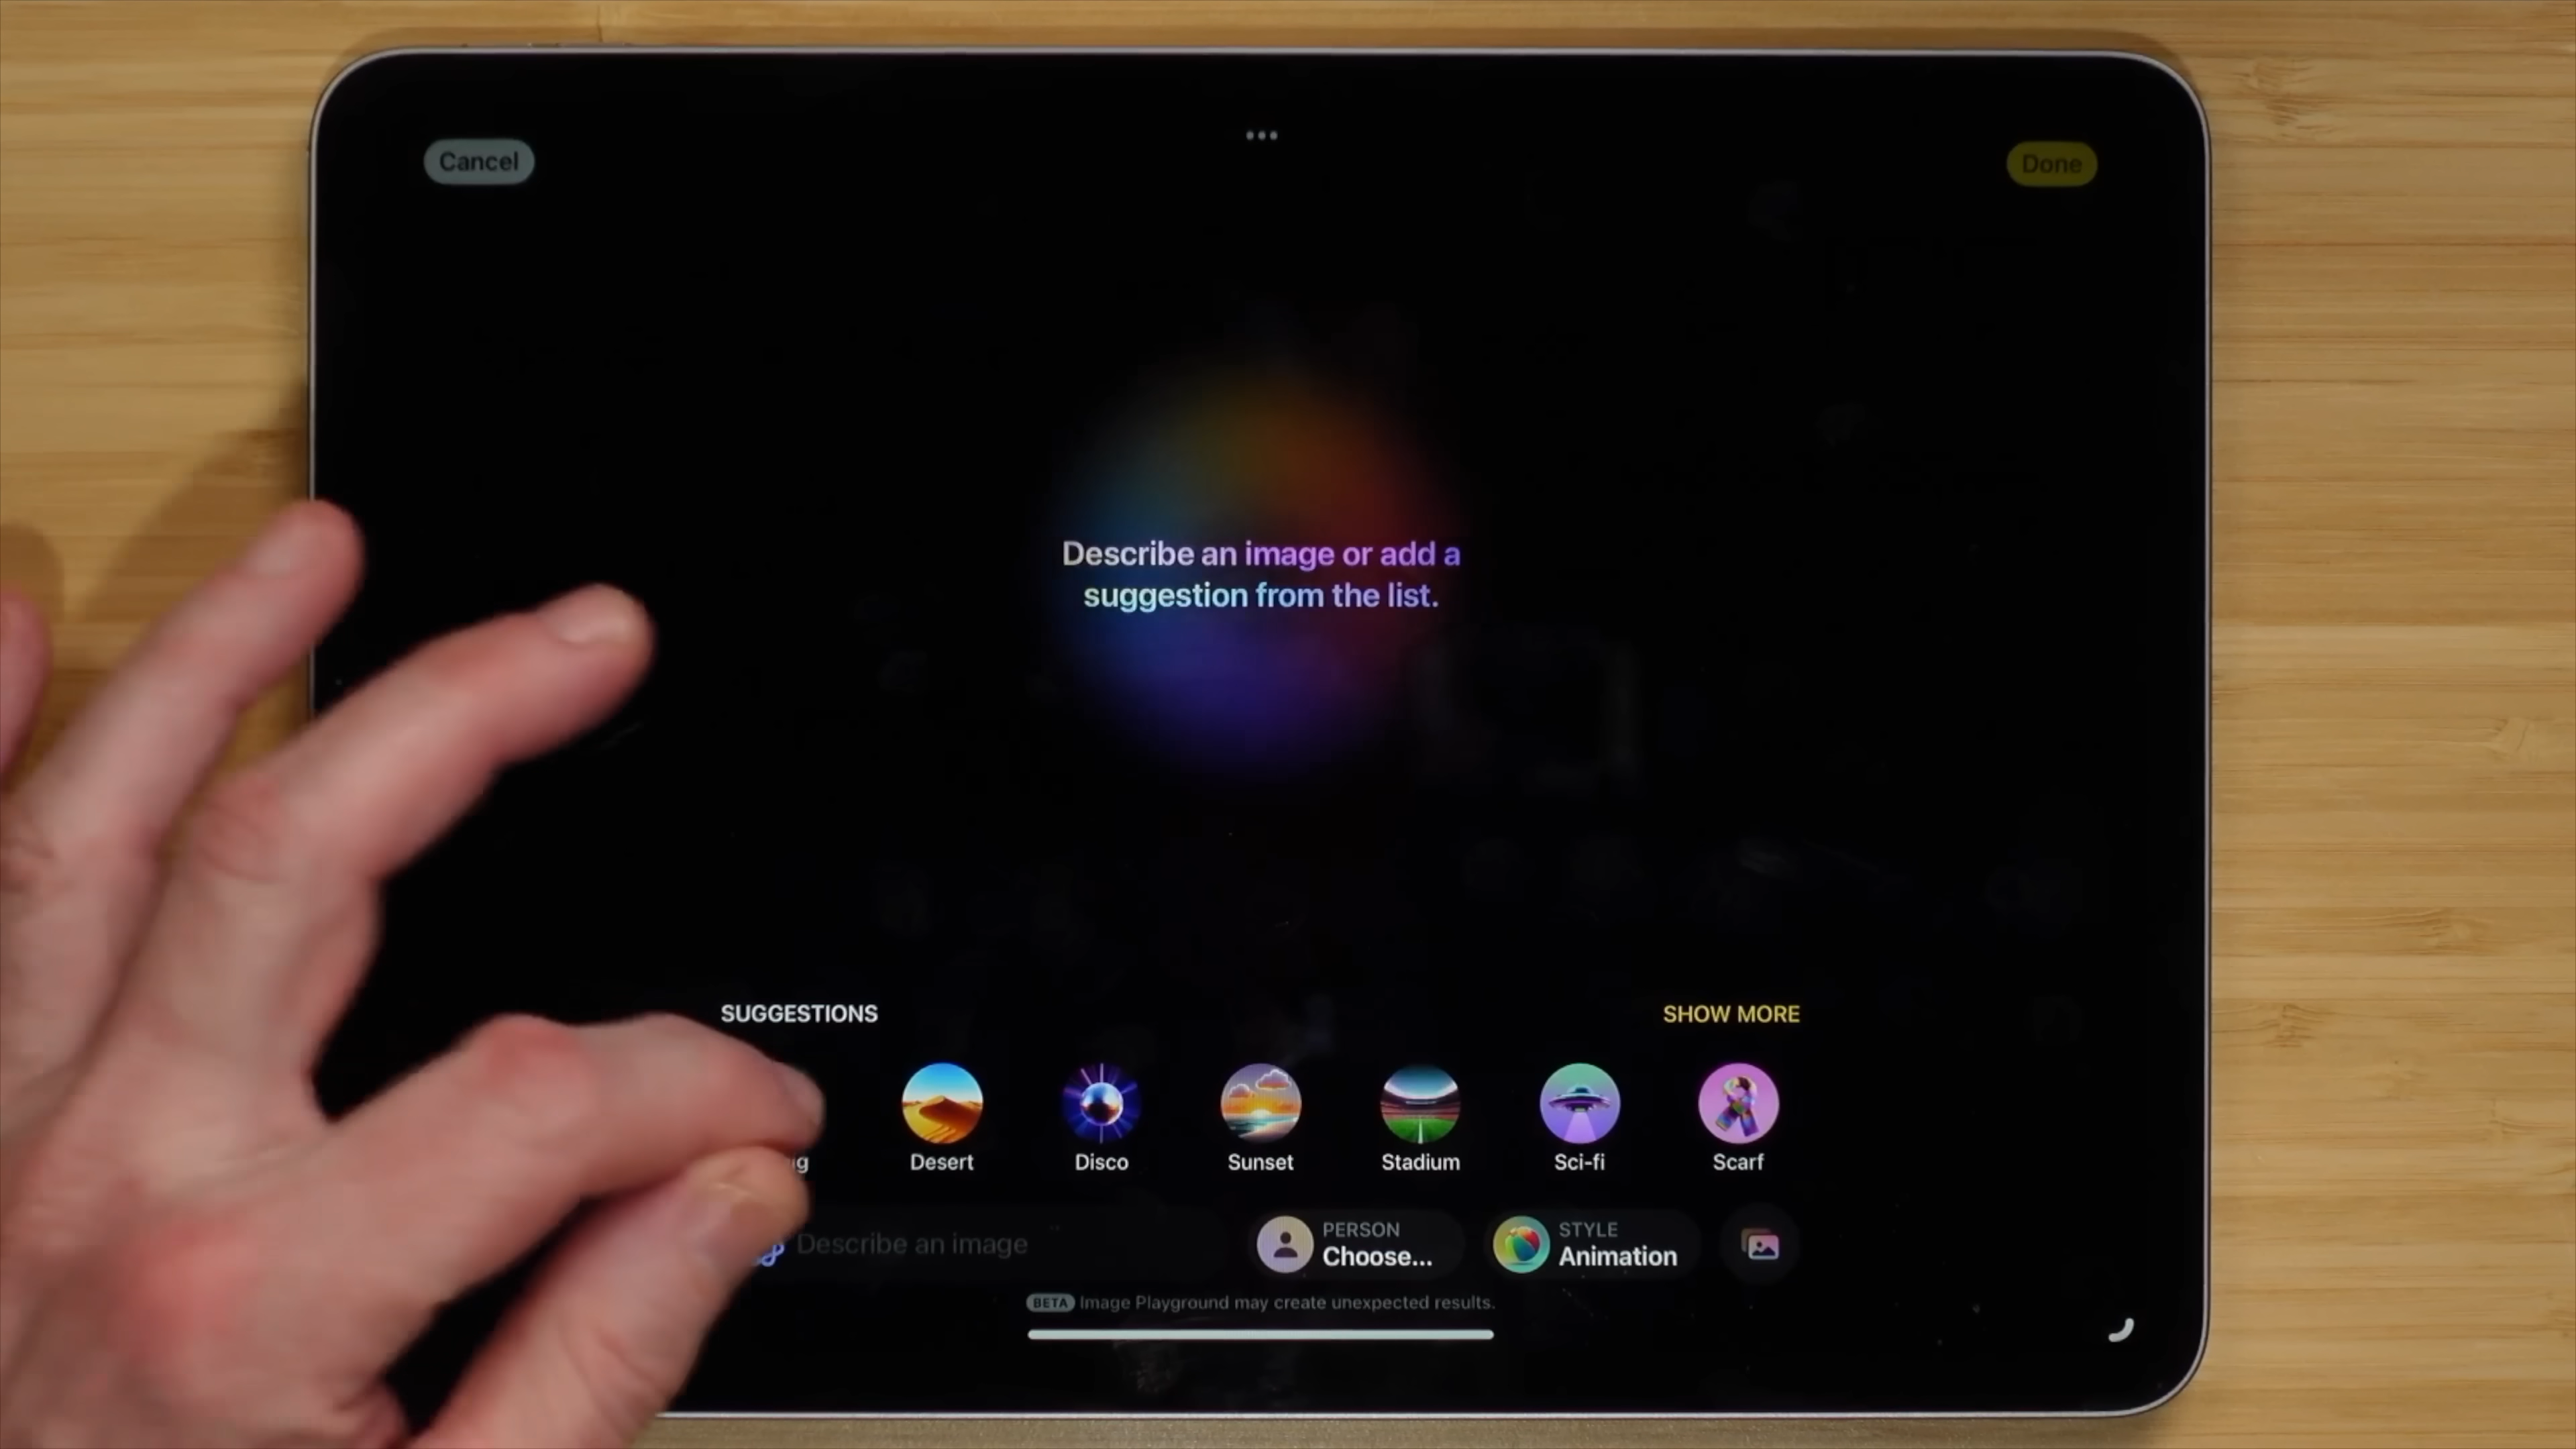 Cancel
Done
Describe an image or add a
suggestion from the list.
SUGGESTIONS
SHOW MORE
Desert
Disco
Sunset
Stadium
Sci-fi
Scarf
Describe an image
PERSON
Choose...
STYLE
Animation
BETA Image Playground may create unexpected results.